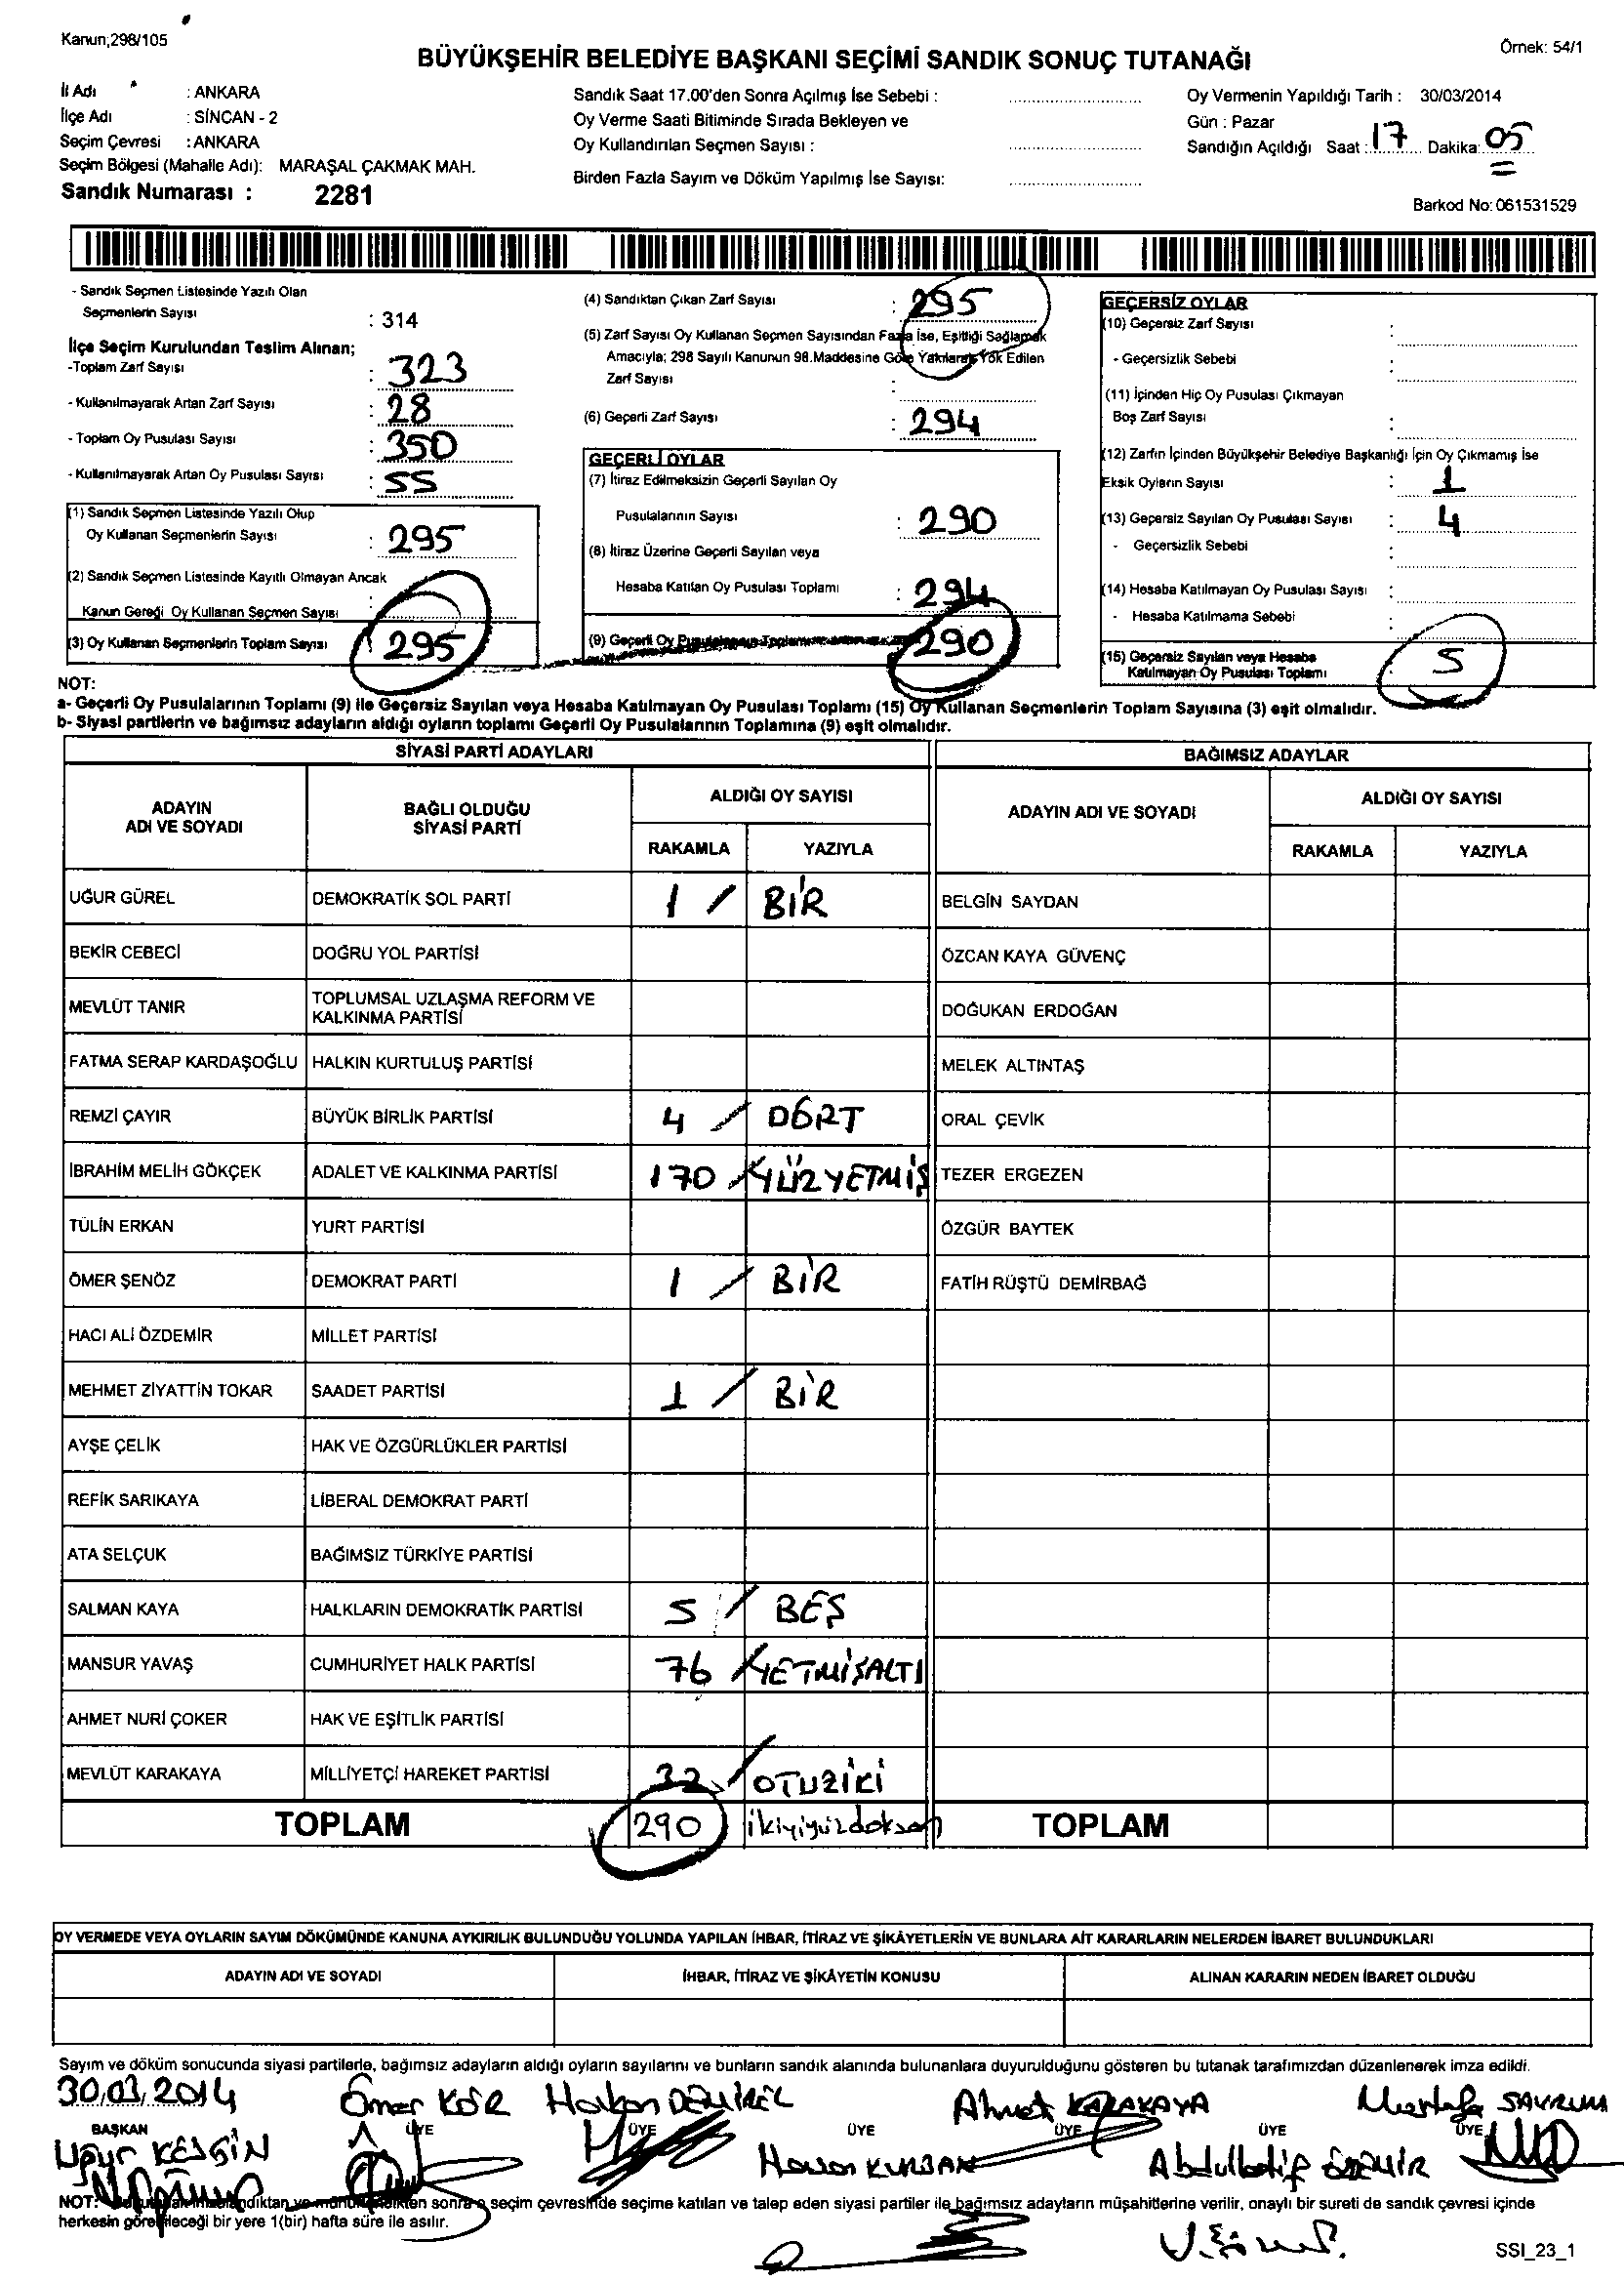 Kanun;298/105
Örnek: 54/1
BÜYÜKŞEHİR BELEDİYE BAŞKANI SEÇİMİ SANDIK SONUÇ TUTANAĞI
İl Adı : ANKARA
İlçe Adı : SİNCAN - 2
Seçim Çevresi : ANKARA
Seçim Bölgesi (Mahalle Adı): MARAŞAL ÇAKMAK MAH.
Sandık Numarası : 2281
Sandık Saat 17.00'den Sonra Açılmış İse Sebebi :
Oy Verme Saati Bitiminde Sırada Bekleyen ve
Oy Kullandırılan Seçmen Sayısı :
Birden Fazla Sayım ve Döküm Yapılmış İse Sayısı:
Oy Vermenin Yapıldığı Tarih : 30/03/2014
Gün : Pazar
Sandığın Açıldığı Saat : 17 Dakika: 05
Barkod No: 061531529
- Sandık Seçmen Listesinde Yazılı Olan
Seçmenlerin Sayısı : 314
İlçe Seçim Kurulundan Teslim Alınan;
-Toplam Zarf Sayısı : 323
- Kullanılmayarak Artan Zarf Sayısı : 28
- Toplam Oy Pusulası Sayısı : 350
- Kullanılmayarak Artan Oy Pusulası Sayısı : 55
(1) Sandık Seçmen Listesinde Yazılı Olup
Oy Kullanan Seçmenlerin Sayısı : 295
(2) Sandık Seçmen Listesinde Kayıtlı Olmayan Ancak
Kanun Gereği Oy Kullanan Seçmen Sayısı :
(3) Oy Kullanan Seçmenlerin Toplam Sayısı : 295
(4) Sandıktan Çıkan Zarf Sayısı : 295
(5) Zarf Sayısı Oy Kullanan Seçmen Sayısından Fazla İse, Eşitliği Sağlamak
Amacıyla; 298 Sayılı Kanunun 98.Maddesine Göre Yakılarak Yok Edilen
Zarf Sayısı :
(6) Geçerli Zarf Sayısı : 294
GEÇERLİ OYLAR
(7) İtiraz Edilmeksizin Geçerli Sayılan Oy
Pusulalarının Sayısı : 290
(8) İtiraz Üzerine Geçerli Sayılan veya
Hesaba Katılan Oy Pusulası Toplamı : 294
(9) Geçerli Oy Pusulalarının Toplamı 290
GEÇERSİZ OYLAR
(10) Geçersiz Zarf Sayısı :
- Geçersizlik Sebebi :
(11) İçinden Hiç Oy Pusulası Çıkmayan
Boş Zarf Sayısı :
(12) Zarfın İçinden Büyükşehir Belediye Başkanlığı İçin Oy Çıkmamış İse
Eksik Oyların Sayısı : 1
(13) Geçersiz Sayılan Oy Pusulası Sayısı : 4
- Geçersizlik Sebebi :
(14) Hesaba Katılmayan Oy Pusulası Sayısı :
- Hesaba Katılmama Sebebi :
(15) Geçersiz Sayılan veya Hesaba
Katılmayan Oy Pusulası Toplamı : 5
NOT:
a- Geçerli Oy Pusulalarının Toplamı (9) ile Geçersiz Sayılan veya Hesaba Katılmayan Oy Pusulası Toplamı (15) Oy Kullanan Seçmenlerin Toplam Sayısına (3) eşit olmalıdır.
b- Siyasi partilerin ve bağımsız adayların aldığı oyların toplamı Geçerli Oy Pusulalarının Toplamına (9) eşit olmalıdır.
SİYASİ PARTİ ADAYLARI BAĞIMSIZ ADAYLAR
ADAYIN ADI VE SOYADI BAĞLI OLDUĞU SİYASİ PARTİ ALDIĞI OY SAYISI ADAYIN ADI VE SOYADI ALDIĞI OY SAYISI
RAKAMLA YAZIYLA RAKAMLA YAZIYLA
UĞUR GÜREL DEMOKRATİK SOL PARTİ 1 / BİR BELGİN SAYDAN
BEKİR CEBECİ DOĞRU YOL PARTİSİ ÖZCAN KAYA GÜVENÇ
MEVLÜT TANIR TOPLUMSAL UZLAŞMA REFORM VE KALKINMA PARTİSİ DOĞUKAN ERDOĞAN
FATMA SERAP KARDAŞOĞLU HALKIN KURTULUŞ PARTİSİ MELEK ALTINTAŞ
REMZİ ÇAYIR BÜYÜK BİRLİK PARTİSİ 4 / DÖRT ORAL ÇEVİK
İBRAHİM MELİH GÖKÇEK ADALET VE KALKINMA PARTİSİ 170 / YÜZYETMİŞ TEZER ERGEZEN
TÜLİN ERKAN YURT PARTİSİ ÖZGÜR BAYTEK
ÖMER ŞENÖZ DEMOKRAT PARTİ 1 / BİR FATİH RÜŞTÜ DEMİRBAĞ
HACI ALİ ÖZDEMİR MİLLET PARTİSİ
MEHMET ZİYATTİN TOKAR SAADET PARTİSİ 1 / BİR
AYŞE ÇELİK HAK VE ÖZGÜRLÜKLER PARTİSİ
REFİK SARIKAYA LİBERAL DEMOKRAT PARTİ
ATA SELÇUK BAĞIMSIZ TÜRKİYE PARTİSİ
SALMAN KAYA HALKLARIN DEMOKRATİK PARTİSİ 5 / BEŞ
MANSUR YAVAŞ CUMHURİYET HALK PARTİSİ 76 / YETMİŞALTI
AHMET NURİ ÇOKER HAK VE EŞİTLİK PARTİSİ
MEVLÜT KARAKAYA MİLLİYETÇİ HAREKET PARTİSİ 32 / OTUZİKİ
TOPLAM 290 ikiyiyüzdoksan TOPLAM
OY VERMEDE VEYA OYLARIN SAYIM DÖKÜMÜNDE KANUNA AYKIRILIK BULUNDUĞU YOLUNDA YAPILAN İHBAR, İTİRAZ VE ŞİKÂYETLERİN VE BUNLARA AİT KARARLARIN NELERDEN İBARET BULUNDUKLARI
ADAYIN ADI VE SOYADI İHBAR, İTİRAZ VE ŞİKÂYETİN KONUSU ALINAN KARARIN NEDEN İBARET OLDUĞU
Sayım ve döküm sonucunda siyasi partilerle, bağımsız adayların aldığı oyların sayılarını ve bunların sandık alanında bulunanlara duyurulduğunu gösteren bu tutanak tarafımızdan düzenlenerek imza edildi.
30.03.2014 Ömer KÖR Hakan DEMİREL Ahmet KARAKAYA Mustafa SAVRUM
BAŞKAN ÜYE ÜYE ÜYE ÜYE ÜYE ÜYE
Uğur KESGİN Hasan KURBAN Abdullatif ÖZDEMİR
NOT: seçim çevresinde seçime katılan ve talep eden siyasi partiler ile bağımsız adayların müşahitlerine verilir, onaylı bir sureti de sandık çevresi içinde
herkesin görebileceği bir yere 1(bir) hafta süre ile asılır.
SSI_23_1